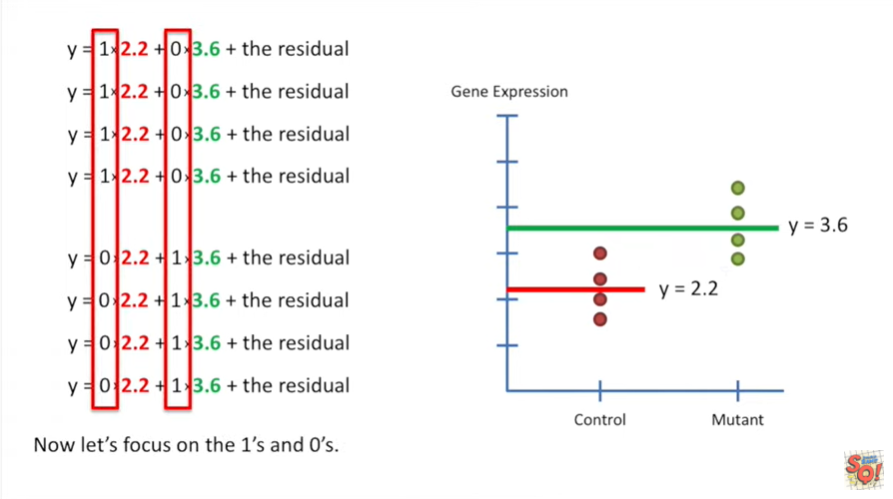 y = 1×2.2 + 0×3.6 + the residual
y = 1×2.2 + 0×3.6 + the residual
y = 1×2.2 + 0×3.6 + the residual
y = 1×2.2 + 0×3.6 + the residual
y = 0×2.2 + 1×3.6 + the residual
y = 0×2.2 + 1×3.6 + the residual
y = 0×2.2 + 1×3.6 + the residual
y = 0×2.2 + 1×3.6 + the residual
Now let's focus on the 1's and 0's.
Gene Expression
y = 3.6
y = 2.2
Control
Mutant
SQ!